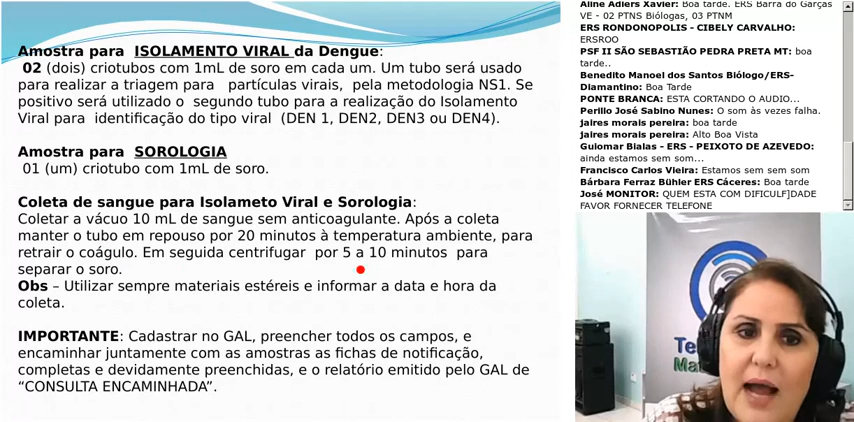 Amostra para ISOLAMENTO VIRAL da Dengue:
02 (dois) criotubos com 1mL de soro em cada um. Um tubo será usado
para realizar a triagem para partículas virais, pela metodologia NS1. Se
positivo será utilizado o segundo tubo para a realização do Isolamento
Viral para identificação do tipo viral (DEN 1, DEN2, DEN3 ou DEN4).
Amostra para SOROLOGIA
01 (um) criotubo com 1mL de soro.
Coleta de sangue para Isolameto Viral e Sorologia:
Coletar a vácuo 10 mL de sangue sem anticoagulante. Após a coleta
manter o tubo em repouso por 20 minutos à temperatura ambiente, para
retrair o coágulo. Em seguida centrifugar por 5 a 10 minutos para
separar o soro.
Obs – Utilizar sempre materiais estéreis e informar a data e hora da
coleta.
IMPORTANTE: Cadastrar no GAL, preencher todos os campos, e
encaminhar juntamente com as amostras as fichas de notificação,
completas e devidamente preenchidas, e o relatório emitido pelo GAL de
“CONSULTA ENCAMINHADA”.
Aline Adiers Xavier: Boa tarde. ERS Barra do Garças
VE - 02 PTNS Biólogas, 03 PTNM
ERS RONDONOPOLIS - CIBELY CARVALHO:
ERSROO
PSF II SÃO SEBASTIÃO PEDRA PRETA MT: boa
tarde..
Benedito Manoel dos Santos Biólogo/ERS-
Diamantino: Boa Tarde
PONTE BRANCA: ESTA CORTANDO O AUDIO...
Perillo José Sabino Nunes: O som às vezes falha.
jaires morais pereira: boa tarde
jaires morais pereira: Alto Boa Vista
Guiomar Bialas - ERS - PEIXOTO DE AZEVEDO:
ainda estamos sem som...
Francisco Carlos Vieira: Estamos sem sem som
Bárbara Ferraz Bühler ERS Cáceres: Boa tarde
José MONITOR: QUEM ESTA COM DIFICULF]DADE
FAVOR FORNECER TELEFONE